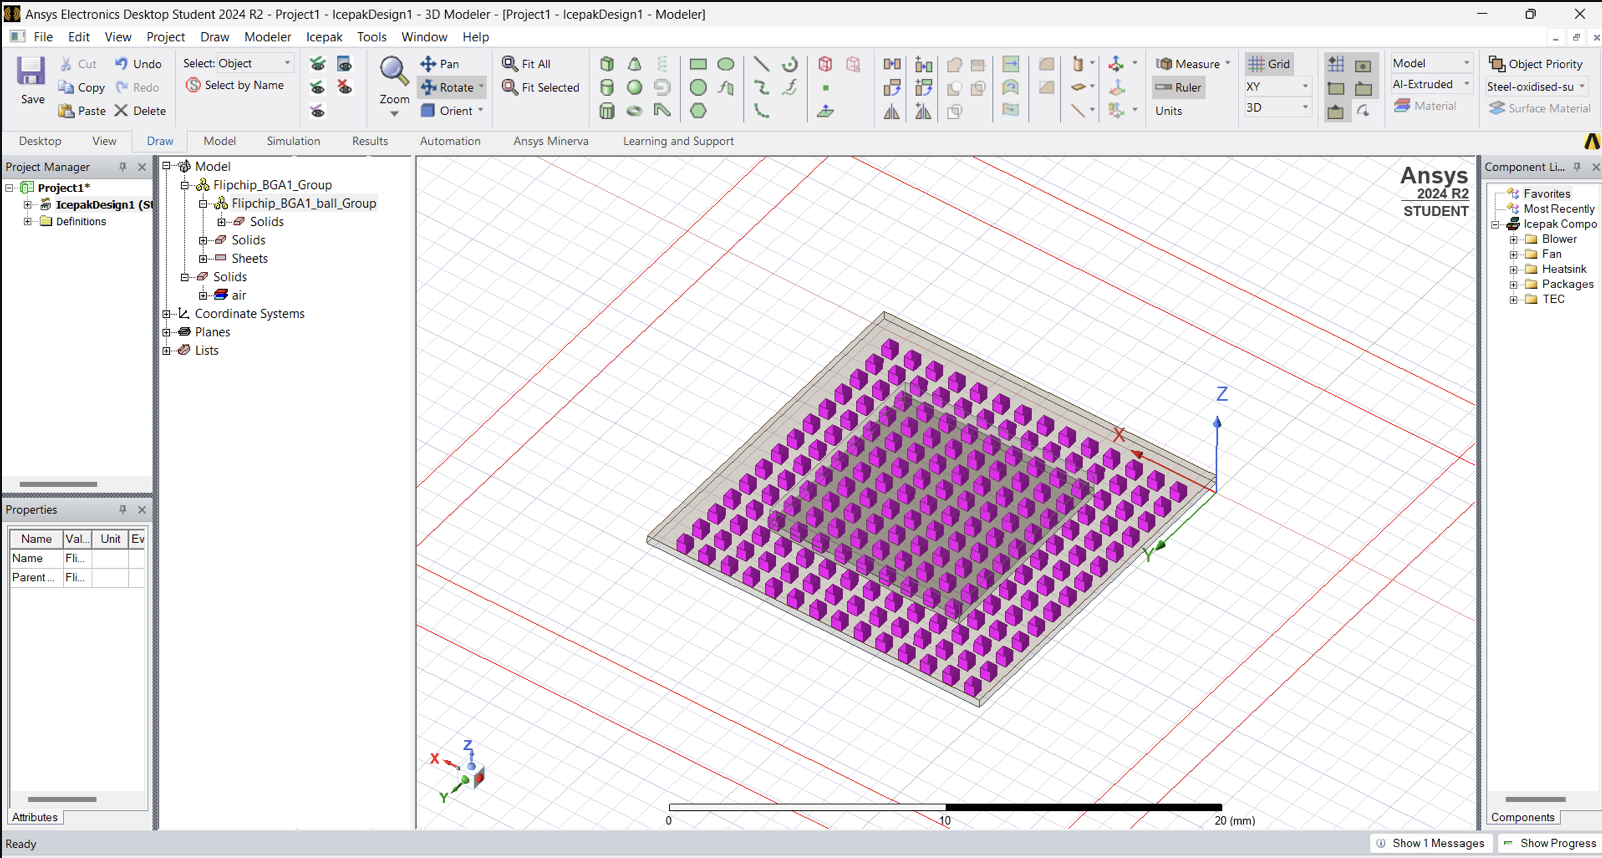 Ansys Electronics Desktop Student 2024 R2 - Project1 - IcepakDesign1 - 3D Modeler - [Project1 - IcepakDesign1 - Modeler]
File Edit View Project Draw Modeler Icepak Tools Window Help
Save
Cut
Copy
Paste
Undo
Redo
Delete
Select: Object
Select by Name
Zoom
Pan
Rotate
Orient
Fit All
Fit Selected
Measure
Ruler
Units
Grid
XY
3D
Model
Al-Extruded
Material
Object Priority
Steel-oxidised-su
Surface Material
Desktop View Draw Model Simulation Results Automation Ansys Minerva Learning and Support
Project Manager
Project1*
IcepakDesign1 (St
Definitions
Properties
Name Val... Unit Ev
Name Fli...
Parent ... Fli...
Attributes
Model
Flipchip_BGA1_Group
Flipchip_BGA1_ball_Group
Solids
Solids
Sheets
Solids
air
Coordinate Systems
Planes
Lists
Ansys
2024 R2
STUDENT
Z
X
Y
Z
X
Y
0 10 20 (mm)
Component Li...
Favorites
Most Recently
Icepak Compo
Blower
Fan
Heatsink
Packages
TEC
Components
Ready
Show 1 Messages
Show Progress